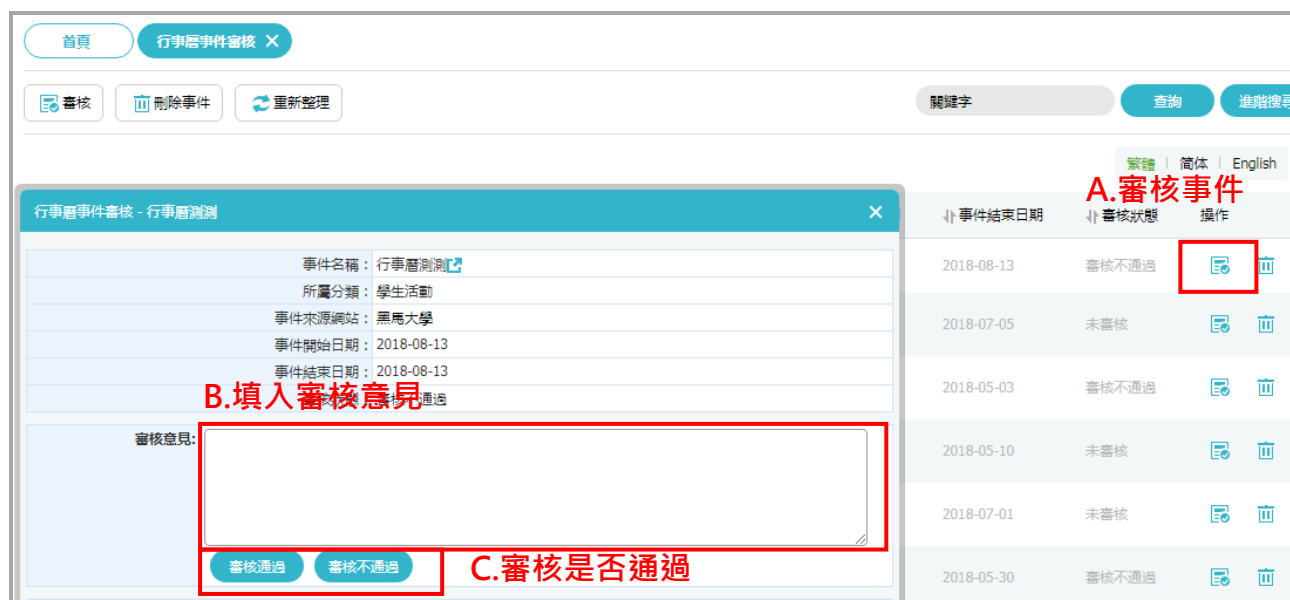 首頁 行事曆事件審核
審核 刪除事件 重新整理 關鍵字 查詢 進階搜尋
繁體 简体 English
A.審核事件
事件結束日期 審核狀態 操作
行事曆事件審核 - 行事曆測測
事件名稱: 行事曆測測
所屬分類: 學生活動
事件來源網站: 黑馬大學
事件開始日期: 2018-08-13
事件結束日期: 2018-08-13
B.填入審核意見
審核不通過
審核意見:
審核通過 審核不通過
C.審核是否通過
2018-08-13 審核不通過
2018-07-05 未審核
2018-05-03 審核不通過
2018-05-10 未審核
2018-07-01 未審核
2018-05-30 審核不通過